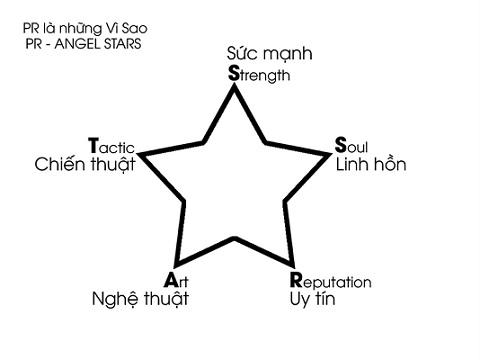 PR là những Vì Sao
PR - ANGEL STARS
Sức mạnh
Strength
Tactic
Chiến thuật
Soul
Linh hồn
Art
Nghệ thuật
Reputation
Uy tín